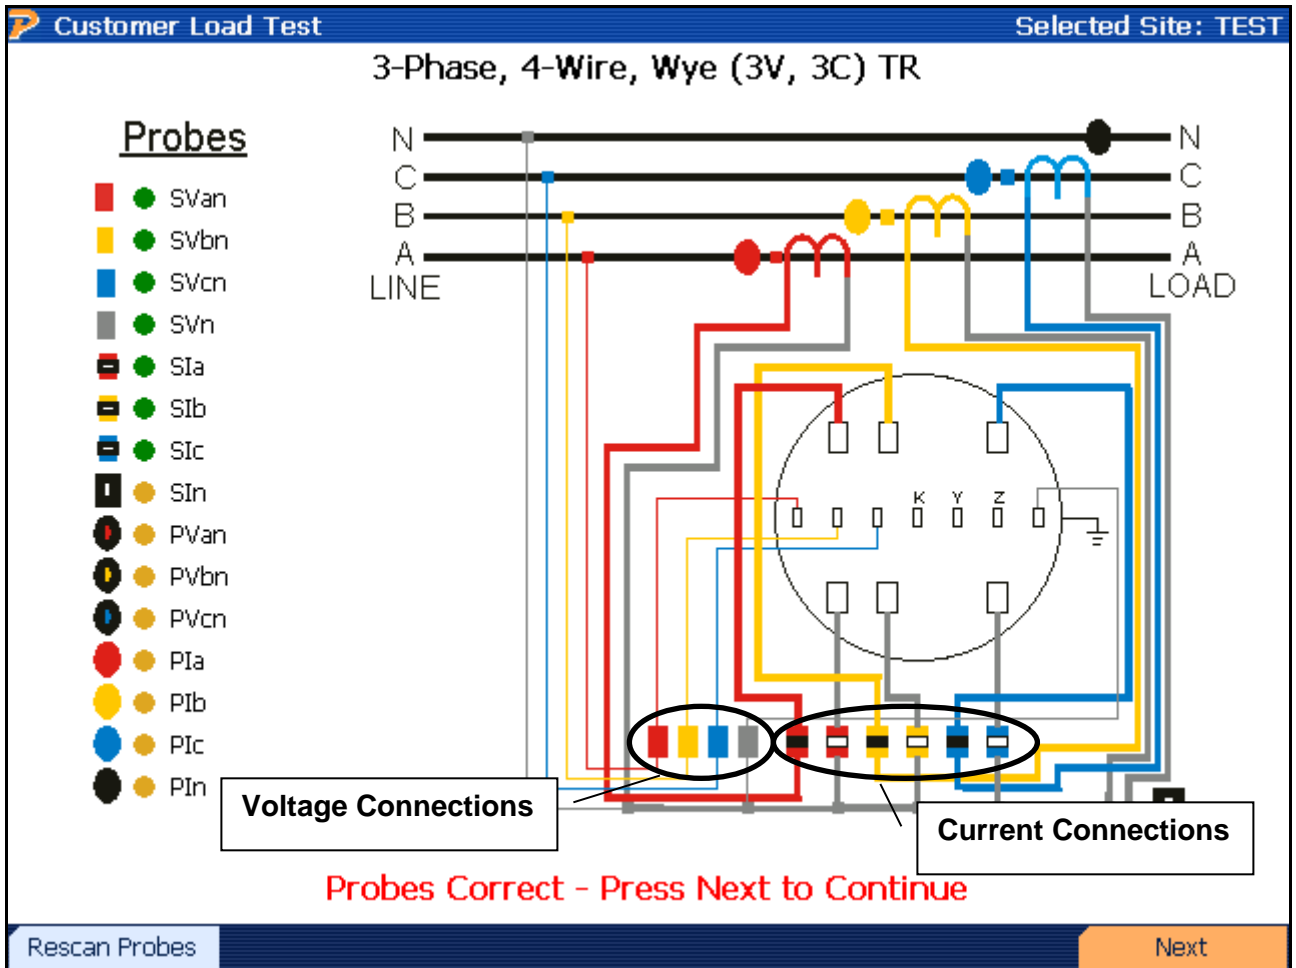 Customer Load Test
Selected Site: TEST
3-Phase, 4-Wire, Wye (3V, 3C) TR
Probes
SVan
SVbn
SVcn
SVn
SIa
SIb
SIc
SIn
PVan
PVbn
PVcn
PIa
PIb
PIc
PIn
N
C
B
A
LINE
N
C
B
A
LOAD
K Y Z
Voltage Connections
Current Connections
Probes Correct - Press Next to Continue
Rescan Probes
Next